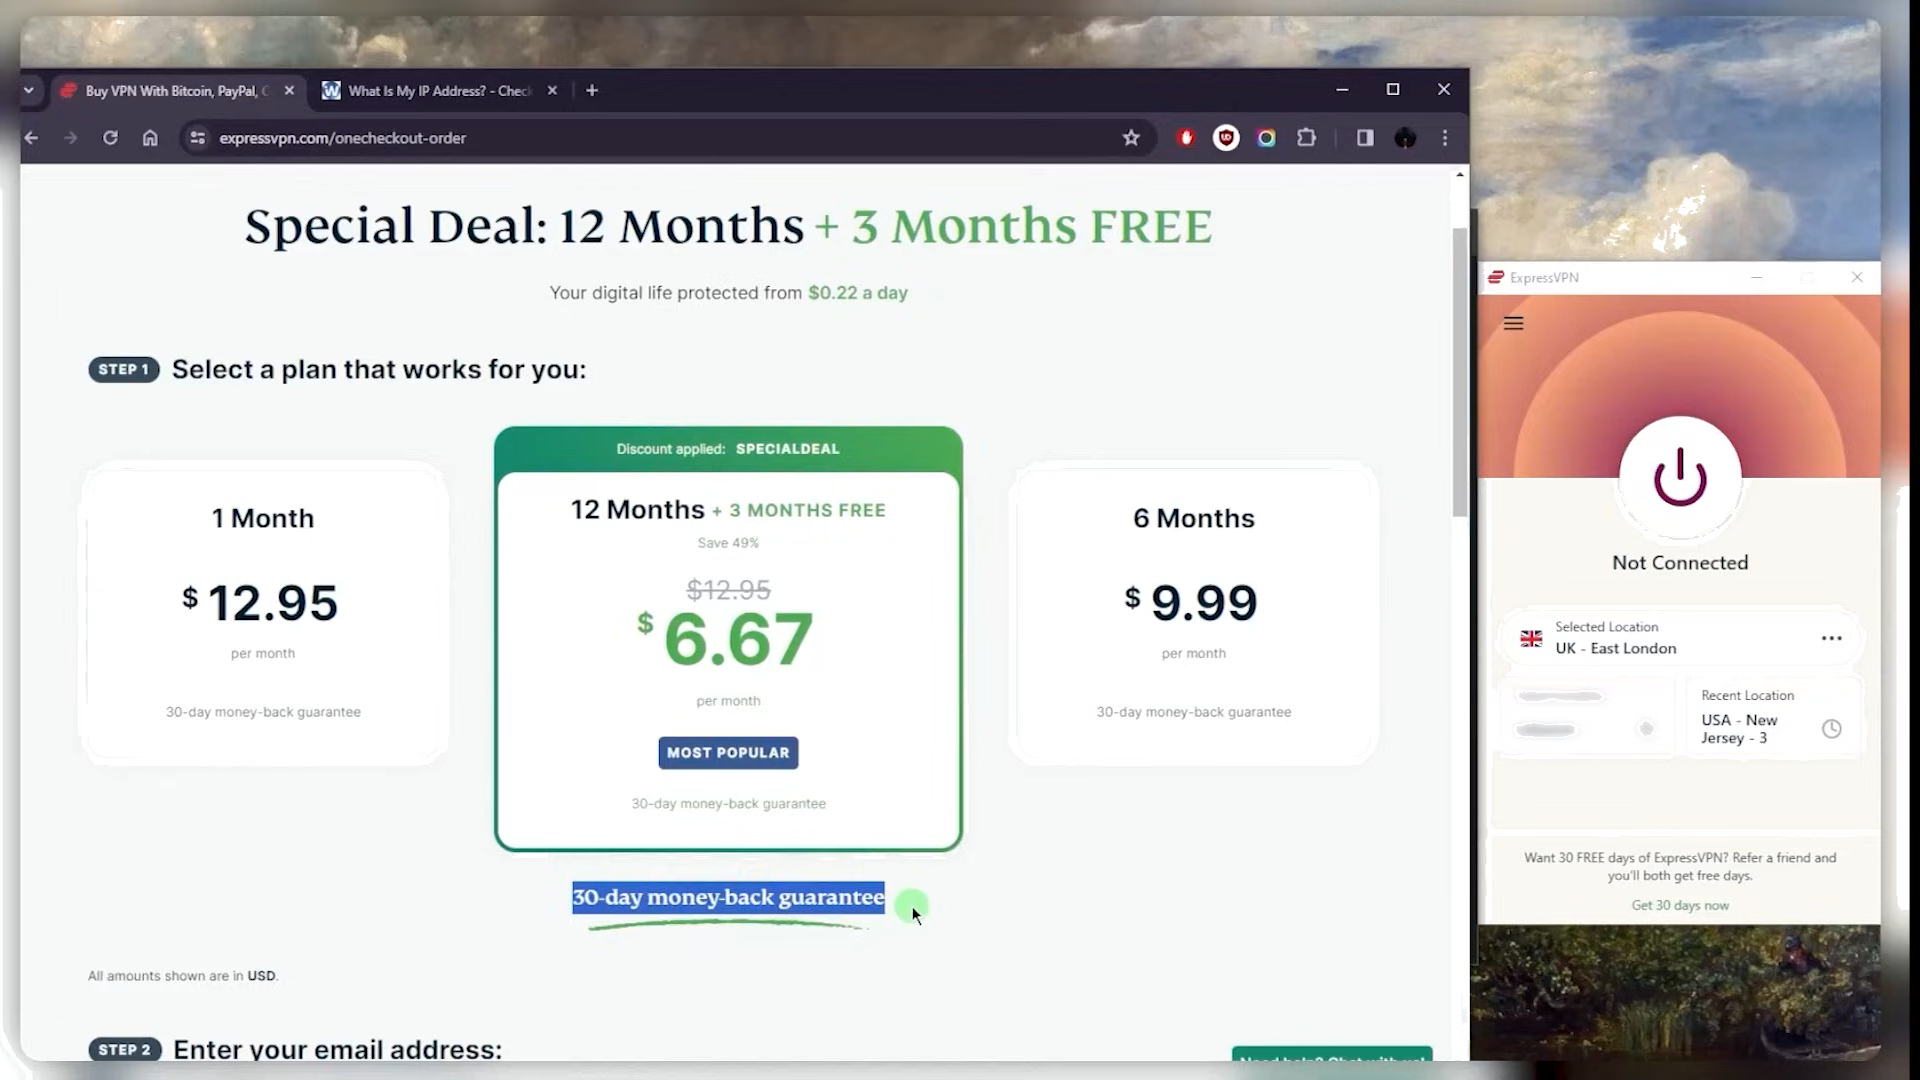 Buy VPN With Bitcoin, PayPal, C
What Is My IP Address? - Chec
expressvpn.com/onecheckout-order
Special Deal: 12 Months + 3 Months FREE
Your digital life protected from $0.22 a day
STEP 1 Select a plan that works for you:
1 Month
$ 12.95
per month
30-day money-back guarantee
Discount applied: SPECIALDEAL
12 Months + 3 MONTHS FREE
Save 49%
$12.95
$ 6.67
per month
MOST POPULAR
30-day money-back guarantee
6 Months
$ 9.99
per month
30-day money-back guarantee
30-day money-back guarantee
All amounts shown are in USD.
STEP 2 Enter your email address:
Need help? Chat with us!
ExpressVPN
Not Connected
Selected Location
UK - East London
Recent Location
USA - New
Jersey - 3
Want 30 FREE days of ExpressVPN? Refer a friend and
you'll both get free days.
Get 30 days now